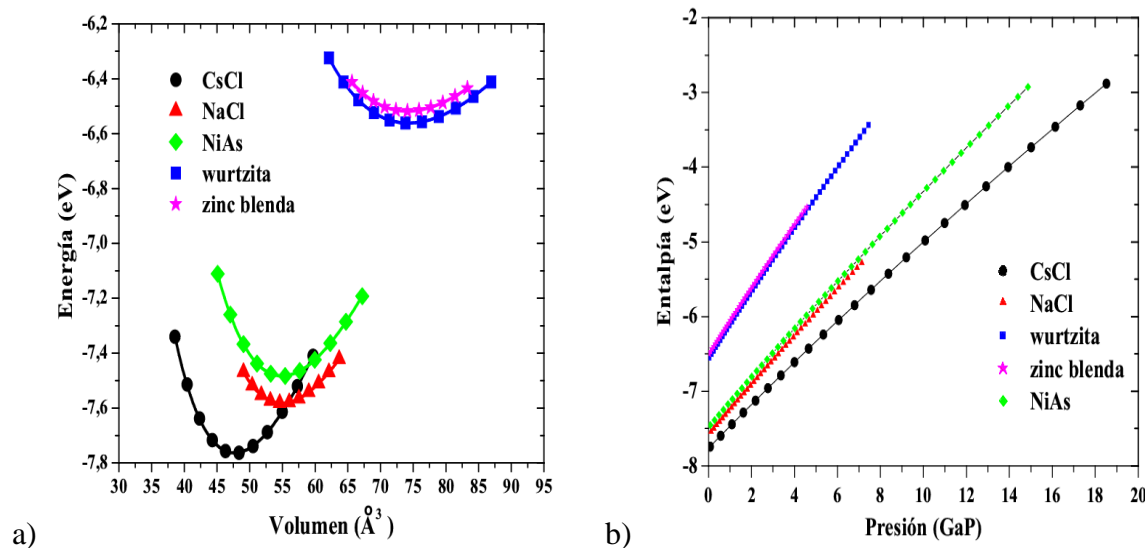 -6,2
-6,4
-6,6
-6,8
-7,0
-7,2
-7,4
-7,6
-7,8
Energía (eV)
CsCl
NaCl
NiAs
wurtzita
zinc blenda
30 35 40 45 50 55 60 65 70 75 80 85 90 95
Volumen (Å³)
a)
-2
-3
-4
-5
-6
-7
-8
Entalpía (eV)
CsCl
NaCl
wurtzita
zinc blenda
NiAs
0 2 4 6 8 10 12 14 16 18 20
Presión (GaP)
b)